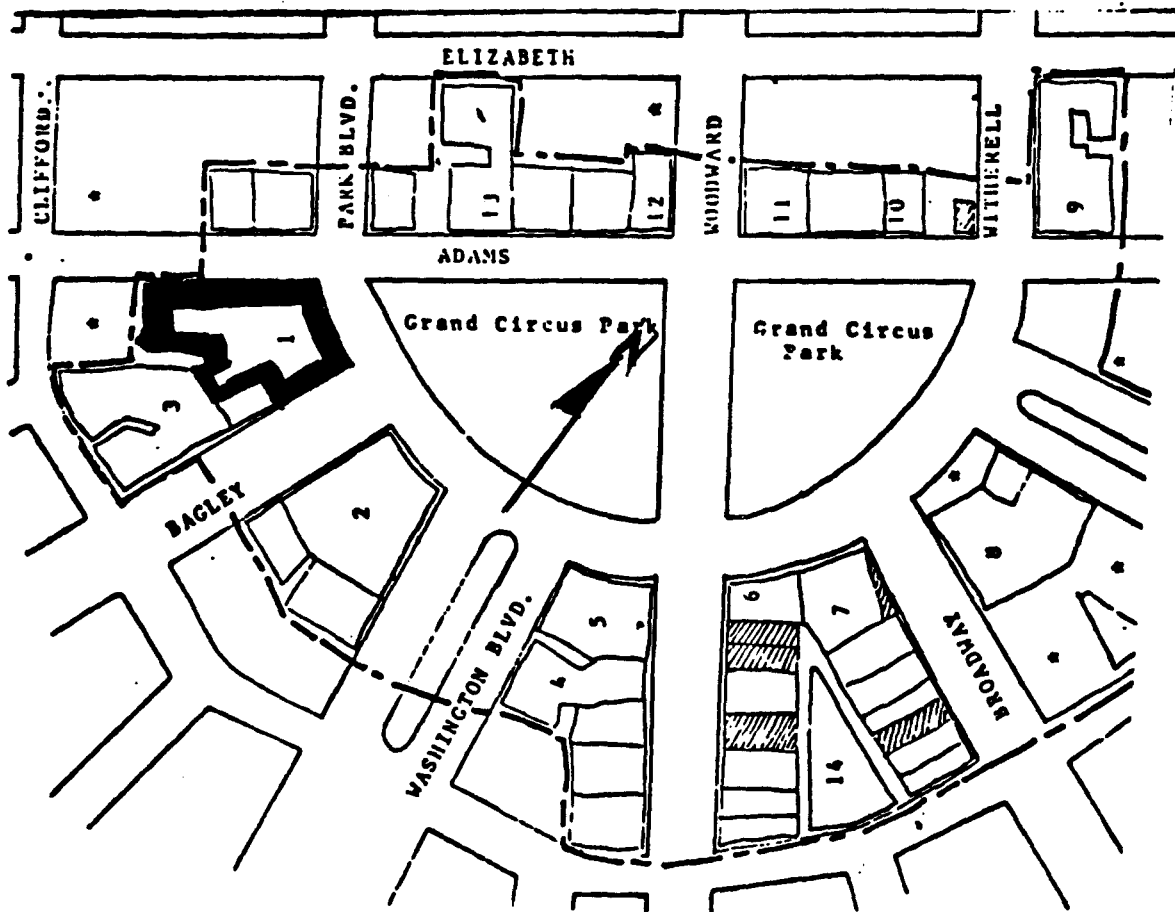 ELIZABETH
CLIFFORD
PARK BLVD.
WOODWARD
WITHERELL
13
12
11
10
9
ADAMS
Grand Circus Park
Grand Circus
Park
N
1
3
2
BAGLEY
WASHINGTON BLVD.
5
4
6
7
8
14
BROADWAY